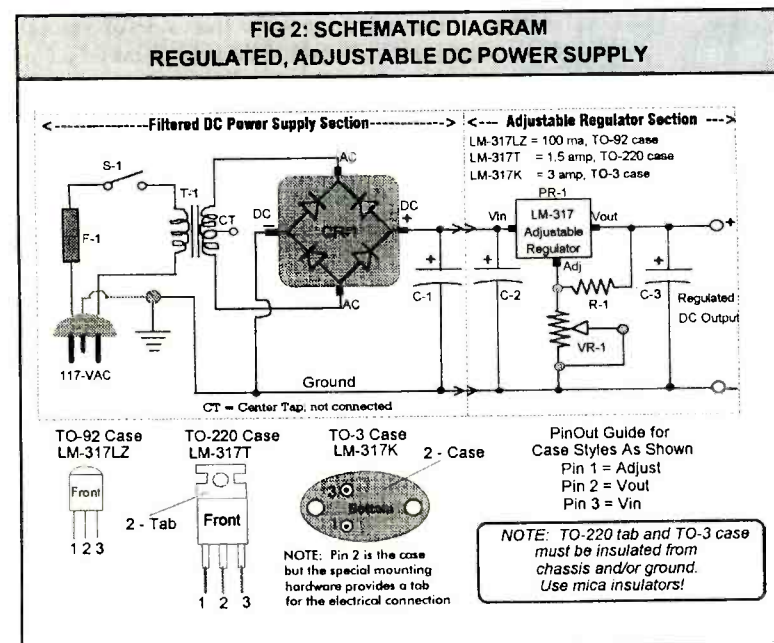 FIG 2: SCHEMATIC DIAGRAM
REGULATED, ADJUSTABLE DC POWER SUPPLY
<------------Filtered DC Power Supply Section----------->
<--- Adjustable Regulator Section --->
LM-317LZ = 100 ma, TO-92 case
LM-317T = 1.5 amp, TO-220 case
LM-317K = 3 amp, TO-3 case
S-1
T-1
F-1
CT
AC
DC
CR-1
DC
+
AC
117-VAC
Ground
CT = Center Tap; not connected
+
C-1
+
C-2
PR-1
Vin
LM-317
Adjustable
Regulator
Vout
Adj
R-1
VR-1
+
C-3
+
Regulated
DC Output
-
TO-92 Case
LM-317LZ
Front
1 2 3
TO-220 Case
LM-317T
2 - Tab
Front
1 2 3
TO-3 Case
LM-317K
2 - Case
3
Bottom
1
NOTE: Pin 2 is the case
but the special mounting
hardware provides a tab
for the electrical connection
PinOut Guide for
Case Styles As Shown
Pin 1 = Adjust
Pin 2 = Vout
Pin 3 = Vin
NOTE: TO-220 tab and TO-3 case
must be insulated from
chassis and/or ground.
Use mica insulators!